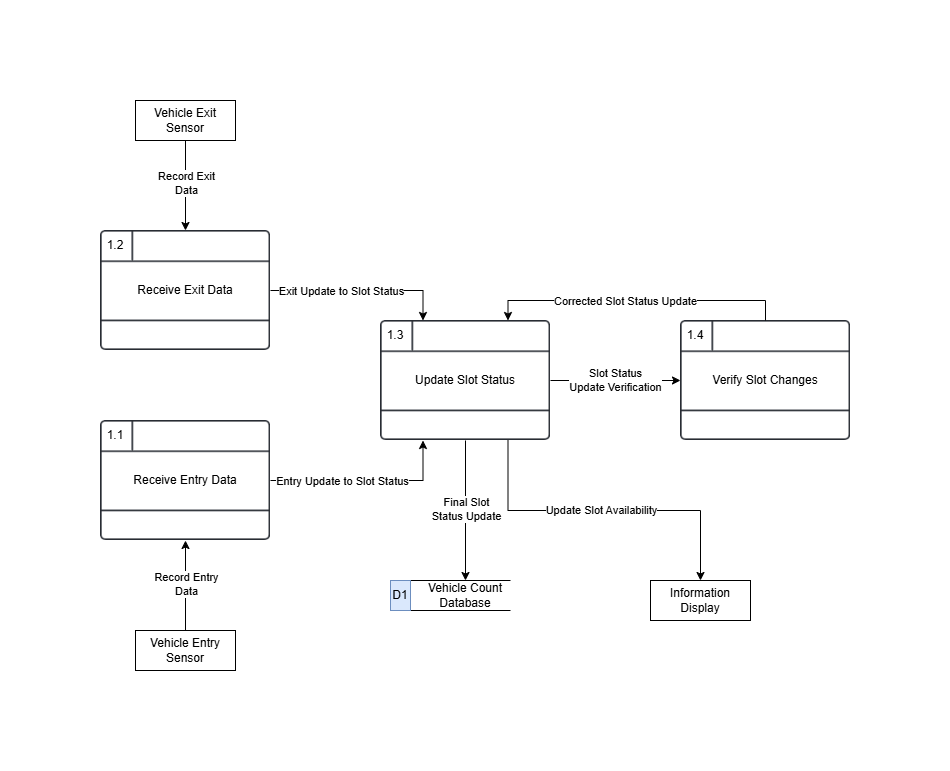 Vehicle Exit
Sensor
Record Exit
Data
1.2
Receive Exit Data
Exit Update to Slot Status
Corrected Slot Status Update
1.3
Update Slot Status
Slot Status
Update Verification
1.4
Verify Slot Changes
1.1
Receive Entry Data
Entry Update to Slot Status
Final Slot
Status Update
Update Slot Availability
Record Entry
Data
D1
Vehicle Count
Database
Information
Display
Vehicle Entry
Sensor